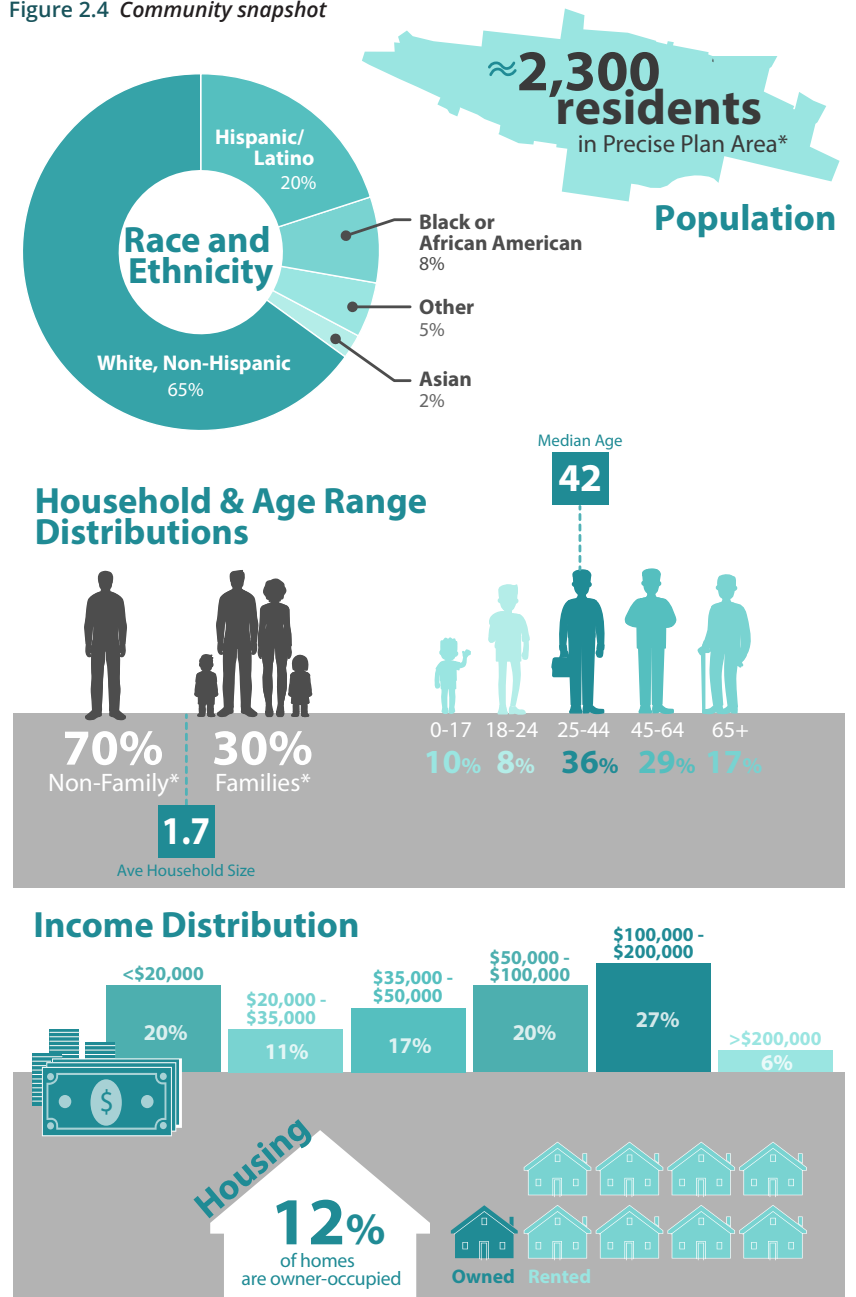 Figure 2.4 Community snapshot
≈2,300
residents
in Precise Plan Area*
Population
Hispanic/
Latino
20%
Race and
Ethnicity
Black or
African American
8%
Other
5%
Asian
2%
White, Non-Hispanic
65%
Household & Age Range
Distributions
Median Age
42
70%
Non-Family*
30%
Families*
1.7
Ave Household Size
0-17 18-24 25-44 45-64 65+
10% 8% 36% 29% 17%
Income Distribution
<$20,000
20%
$20,000 -
$35,000
11%
$35,000 -
$50,000
17%
$50,000 -
$100,000
20%
$100,000 -
$200,000
27%
>$200,000
6%
$
Housing
12%
of homes
are owner-occupied
Owned Rented